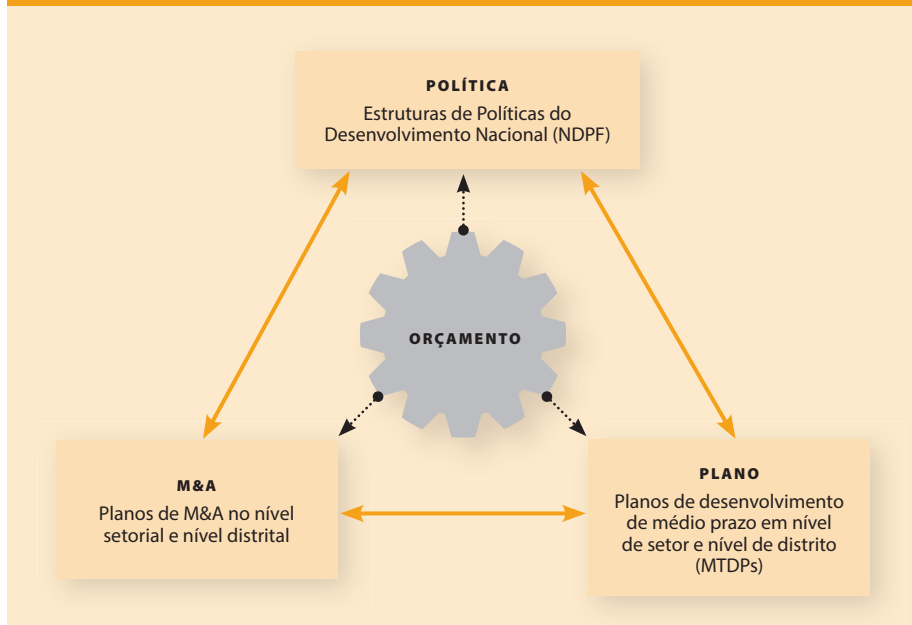 POLÍTICA
Estruturas de Políticas do
Desenvolvimento Nacional (NDPF)
ORÇAMENTO
M&A
Planos de M&A no nível
setorial e nível distrital
PLANO
Planos de desenvolvimento
de médio prazo em nível
de setor e nível de distrito
(MTDPs)